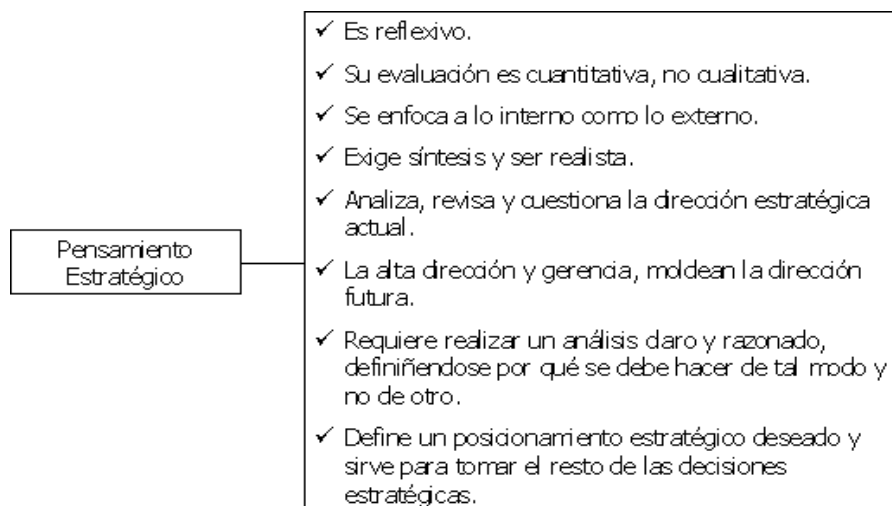 Pensamiento
Estratégico
✓ Es reflexivo.
✓ Su evaluación es cuantitativa, no cualitativa.
✓ Se enfoca a lo interno como lo externo.
✓ Exige síntesis y ser realista.
✓ Analiza, revisa y cuestiona la dirección estratégica
actual.
✓ La alta dirección y gerencia, moldean la dirección
futura.
✓ Requiere realizar un análisis claro y razonado,
definiñendose por qué se debe hacer de tal modo y
no de otro.
✓ Define un posicionamiento estratégico deseado y
sirve para tomar el resto de las decisiones
estratégicas.